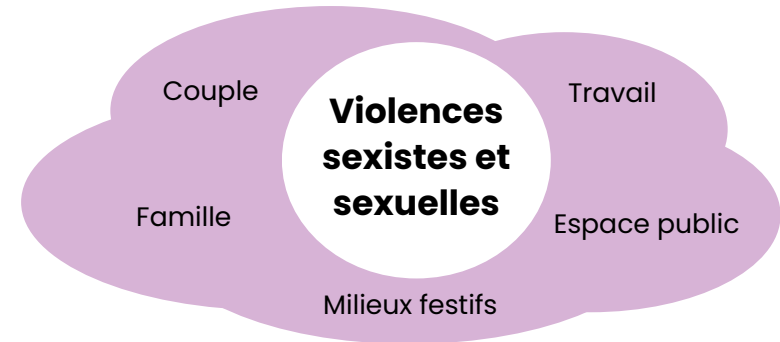 Couple
Travail
Violences
sexistes et
sexuelles
Famille
Espace public
Milieux festifs